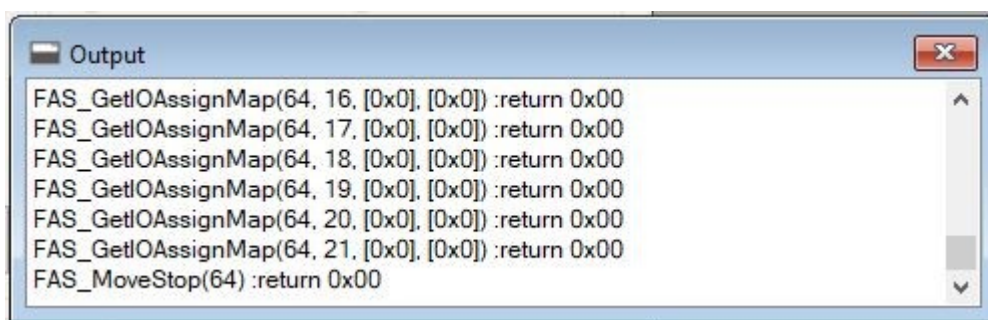 Output
FAS_GetIOAssignMap(64, 16, [0x0], [0x0]) :return 0x00
FAS_GetIOAssignMap(64, 17, [0x0], [0x0]) :return 0x00
FAS_GetIOAssignMap(64, 18, [0x0], [0x0]) :return 0x00
FAS_GetIOAssignMap(64, 19, [0x0], [0x0]) :return 0x00
FAS_GetIOAssignMap(64, 20, [0x0], [0x0]) :return 0x00
FAS_GetIOAssignMap(64, 21, [0x0], [0x0]) :return 0x00
FAS_MoveStop(64) :return 0x00